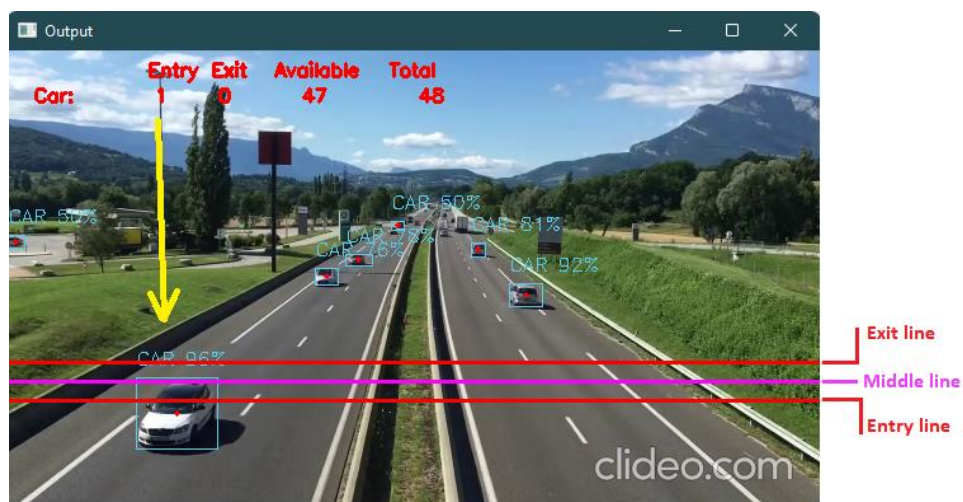 Output
Entry Exit Available Total
Car: 1 0 47 48
CAR 50%
CAR 50%
CAR 81%
CAR 78%
CAR 76%
CAR 92%
Exit line
CAR 96%
Middle line
Entry line
clideo.com